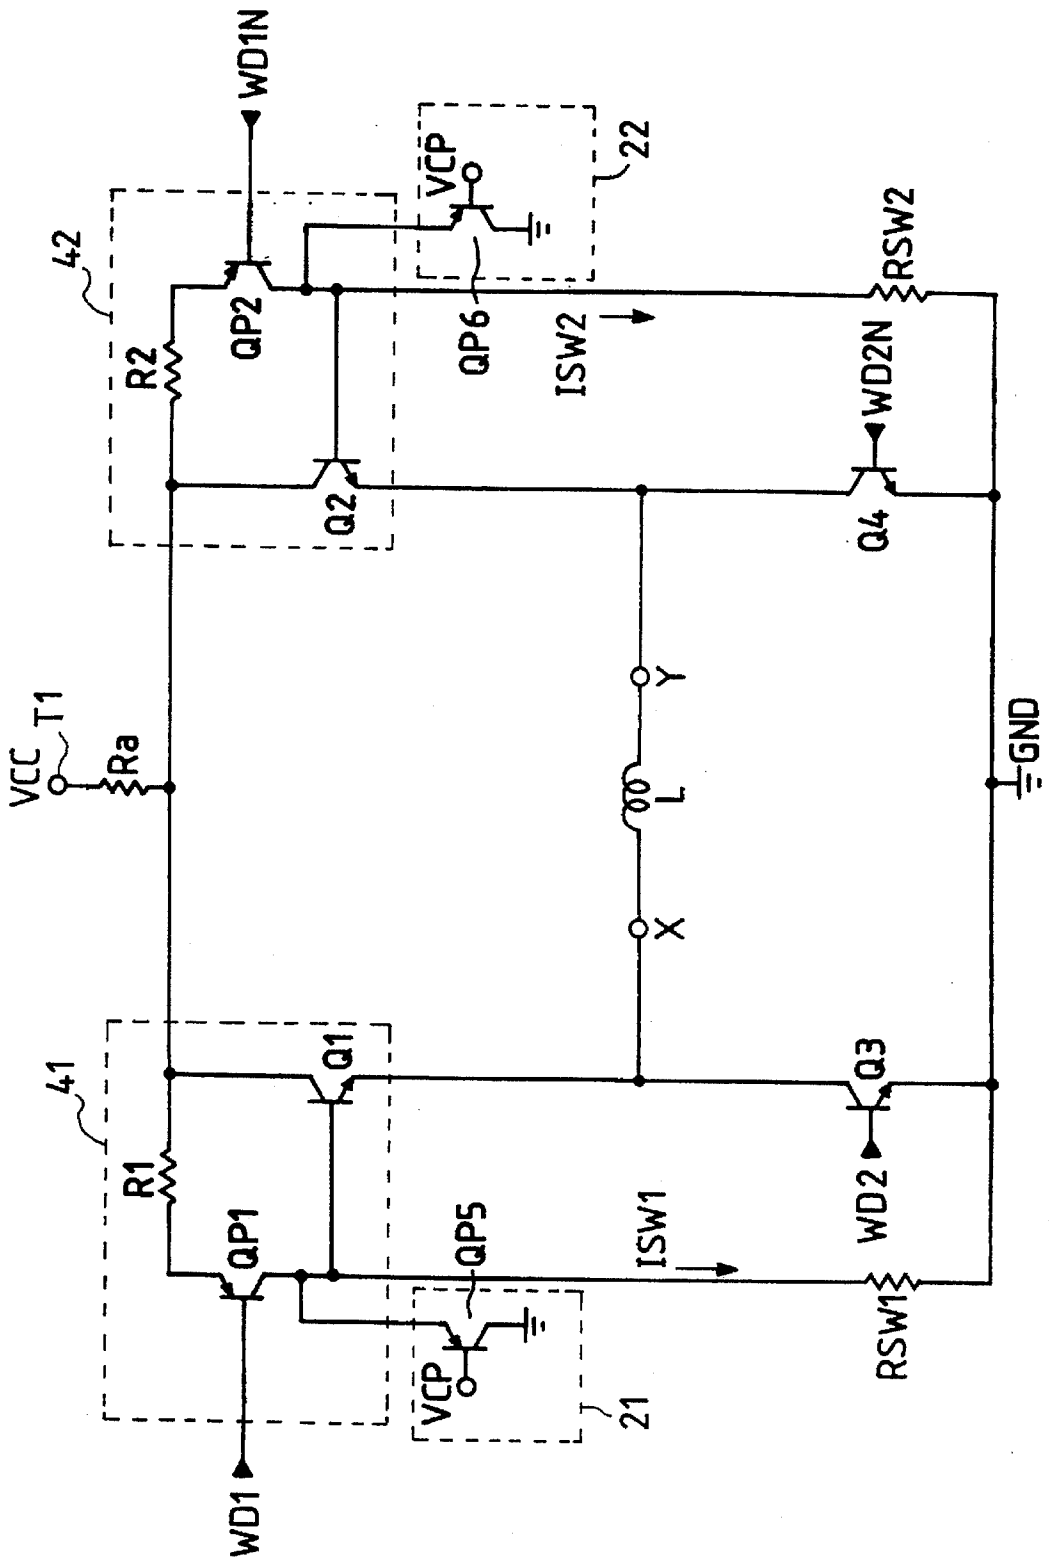 VCC
T1
Ra
41
42
R1
R2
WD1
QP1
QP2
WD1N
Q1
Q2
VCP
VCP
QP5
QP6
21
22
ISW1
ISW2
X
L
Y
WD2
Q3
Q4
WD2N
RSW1
RSW2
GND